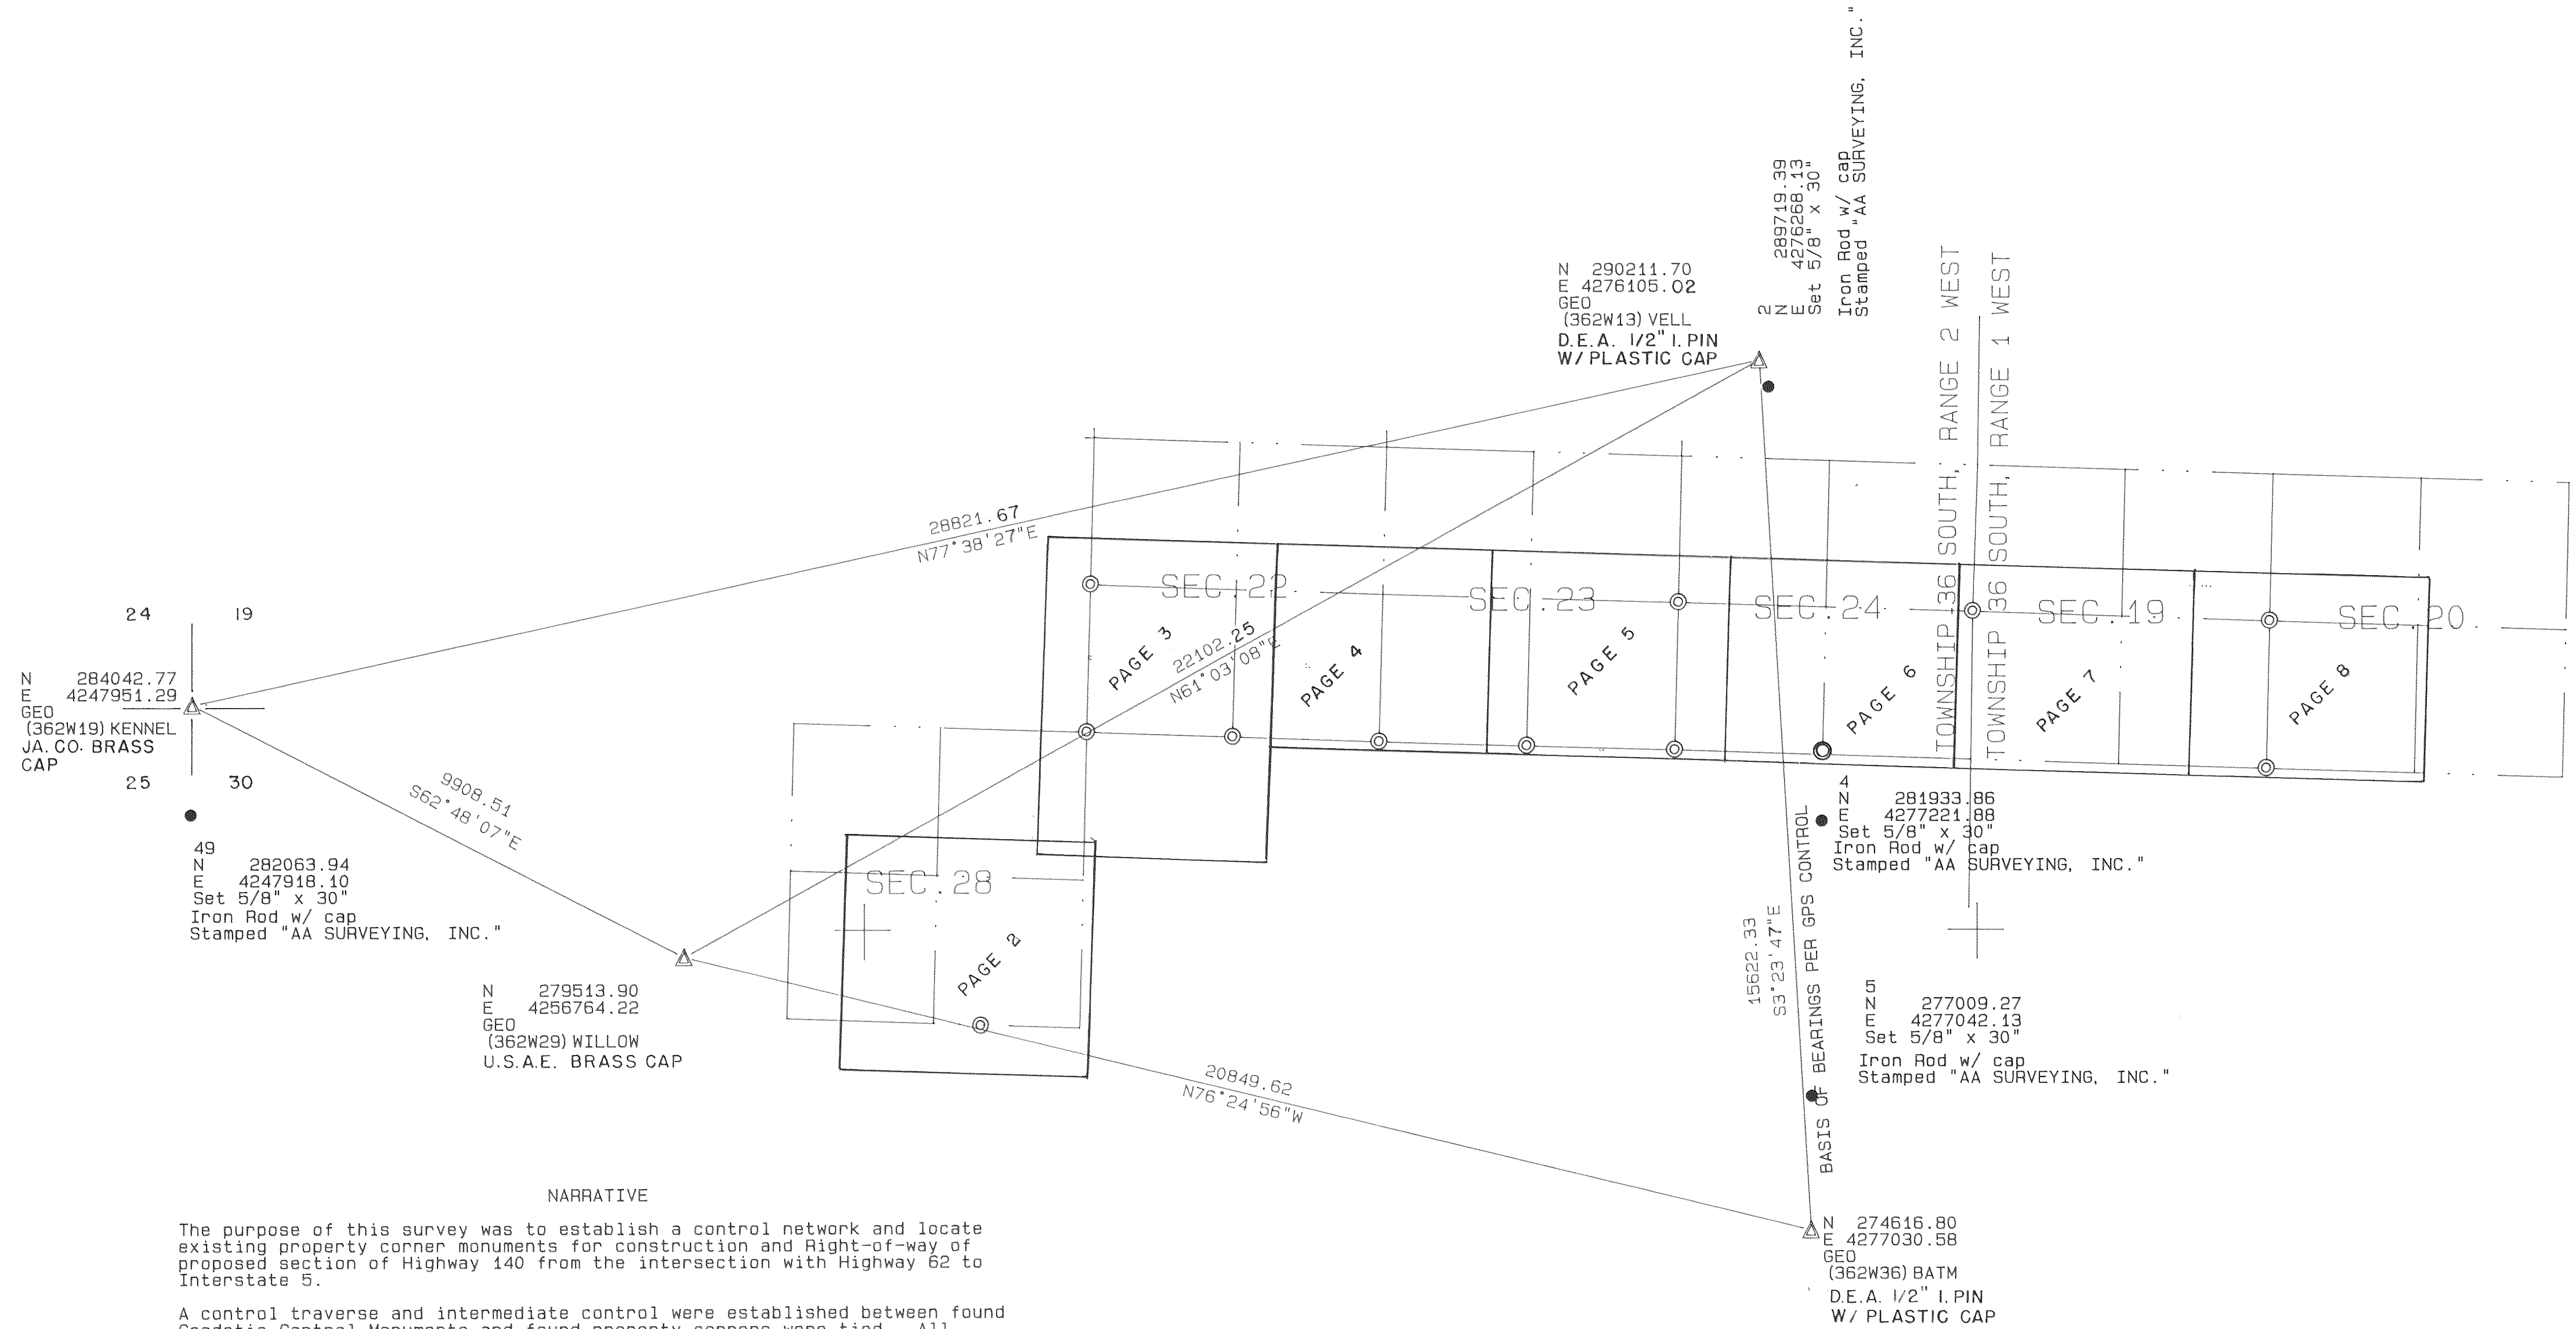 2
N 289719.39
E 4276268.13
Set 5/8" x 30"
Iron Rod w/ cap
Stamped "AA SURVEYING, INC."
N 290211.70
E 4276105.02
GEO
(362W13) VELL
D.E.A. 1/2" I. PIN
W/ PLASTIC CAP
TOWNSHIP 36 SOUTH, RANGE 2 WEST
TOWNSHIP 36 SOUTH, RANGE 1 WEST
28821.67
N77°38'27"E
SEC. 22
SEC. 23
SEC. 24
SEC. 19
SEC. 20
24 19
PAGE 3
22102.25
N61°03'08"E
PAGE 4
PAGE 5
PAGE 6
PAGE 7
PAGE 8
N 284042.77
E 4247951.29
GEO
(362W19) KENNEL
JA. CO. BRASS
CAP
25 30
9908.51
S62°48'07"E
49
N 282063.94
E 4247918.10
Set 5/8" x 30"
Iron Rod w/ cap
Stamped "AA SURVEYING, INC."
4
N 281933.86
E 4277221.88
Set 5/8" x 30"
Iron Rod w/ cap
Stamped "AA SURVEYING, INC."
SEC. 28
PAGE 2
15622.33
S3°23'47"E
BASIS OF BEARINGS PER GPS CONTROL
N 279513.90
E 4256764.22
GEO
(362W29) WILLOW
U.S.A.E. BRASS CAP
5
N 277009.27
E 4277042.13
Set 5/8" x 30"
Iron Rod w/ cap
Stamped "AA SURVEYING, INC."
20849.62
N76°24'56"W
N 274616.80
E 4277030.58
GEO
(362W36) BATM
D.E.A. 1/2" I. PIN
W/ PLASTIC CAP
NARRATIVE
The purpose of this survey was to establish a control network and locate
existing property corner monuments for construction and Right-of-way of
proposed section of Highway 140 from the intersection with Highway 62 to
Interstate 5.
A control traverse and intermediate control were established between found
Geodetic Control Monuments and found property corners were tied. All